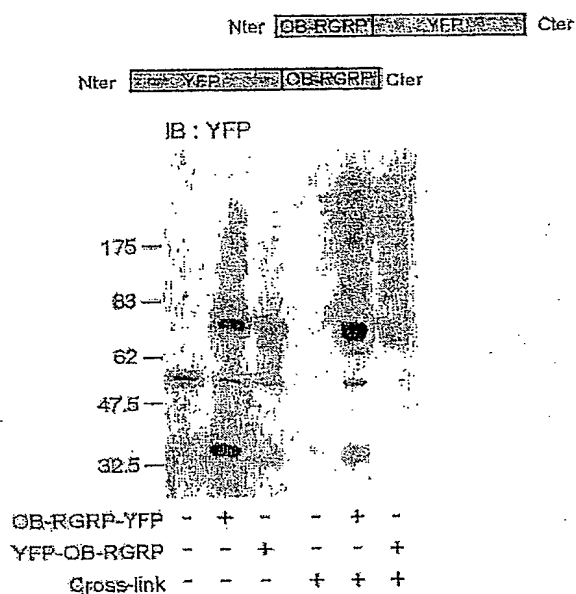 Nter OB-RGRP YFP Cter
Nter YFP OB-RGRP Cter
IB : YFP
175
83
62
47.5
32.5
OB-RGRP-YFP - + - - + -
YFP-OB-RGRP - - + - - +
Cross-link - - - + + +